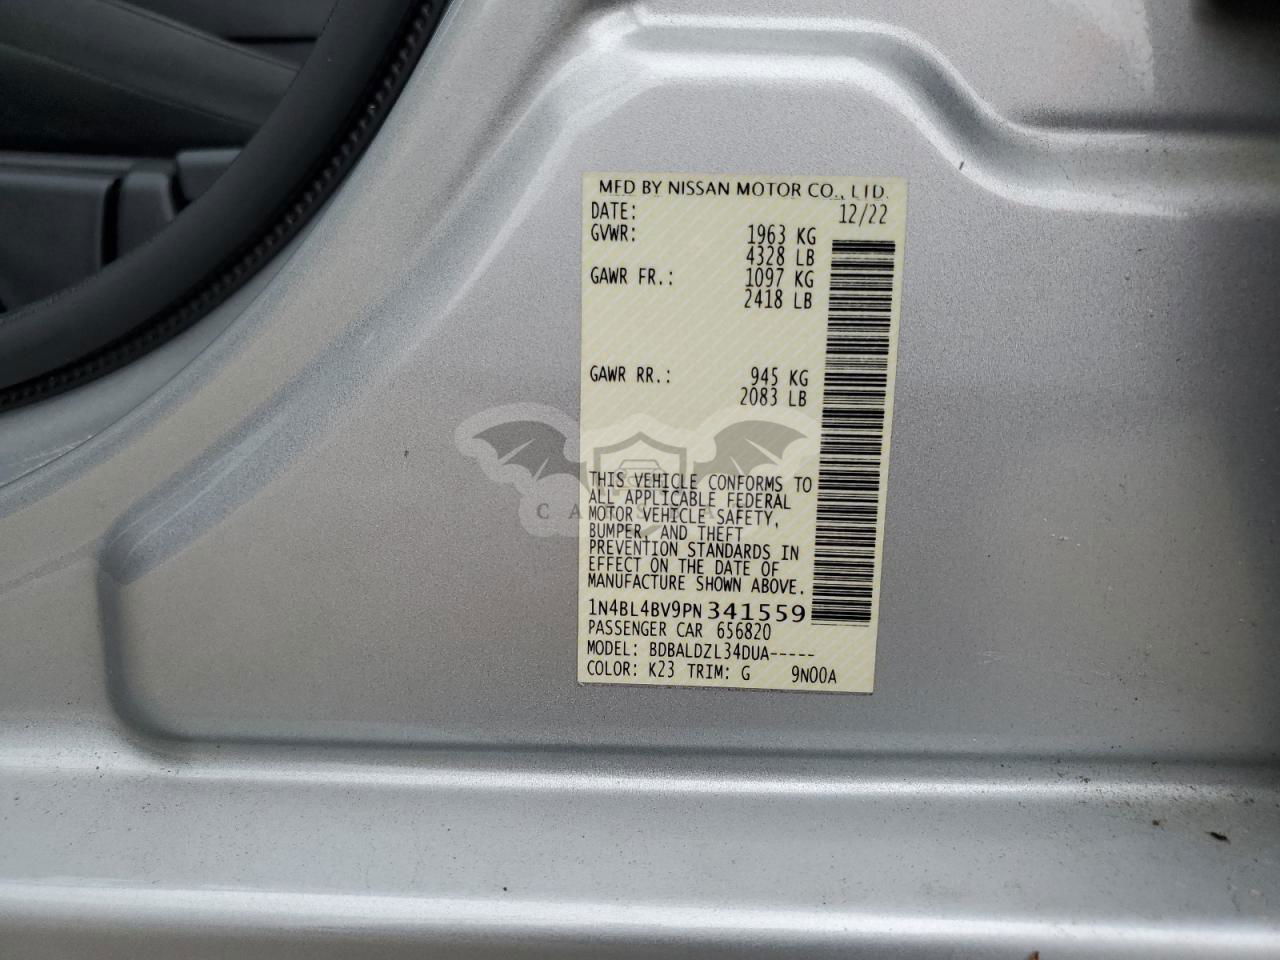 MFD BY NISSAN MOTOR CO., LTD.
DATE: 12/22
GVWR: 1963 KG
4328 LB
GAWR FR.: 1097 KG
2418 LB
GAWR RR.: 945 KG
2083 LB
THIS VEHICLE CONFORMS TO
ALL APPLICABLE FEDERAL
MOTOR VEHICLE SAFETY,
BUMPER, AND THEFT
PREVENTION STANDARDS IN
EFFECT ON THE DATE OF
MANUFACTURE SHOWN ABOVE.
1N4BL4BV9PN341559
PASSENGER CAR 656820
MODEL: BDBALDZL34DUA-----
COLOR: K23 TRIM: G 9N00A